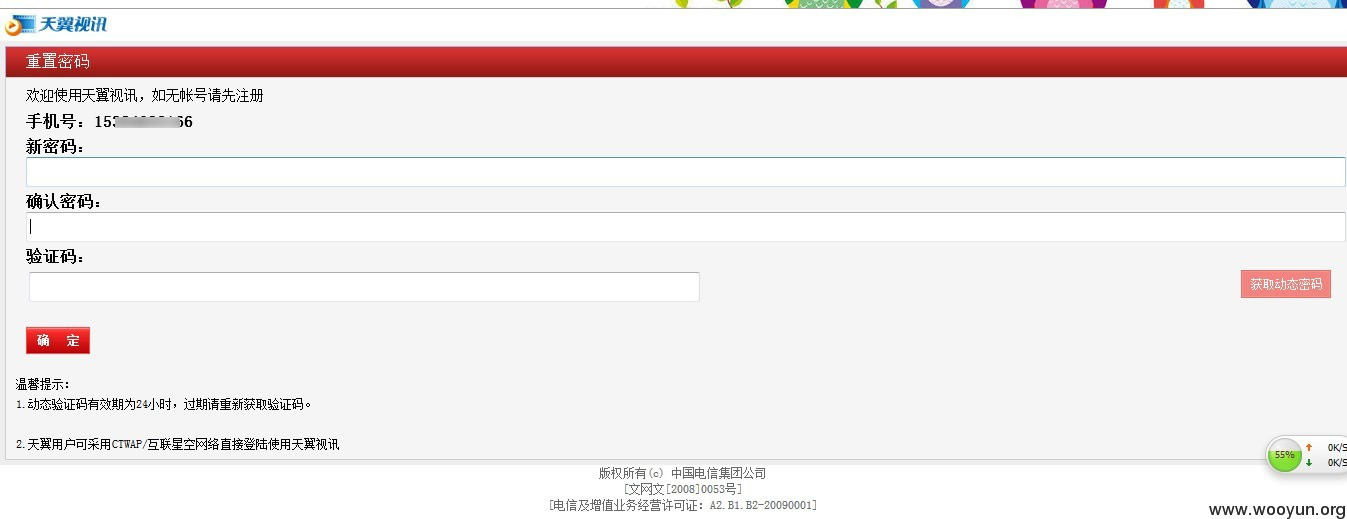 天翼视讯
重置密码
欢迎使用天翼视讯，如无帐号请先注册
手机号：15 66
新密码：
确认密码：
验证码：
获取动态密码
确 定
温馨提示：
1.动态验证码有效期为24小时，过期请重新获取验证码。
2.天翼用户可采用CTWAP/互联星空网络直接登陆使用天翼视讯
55%
0K/S
0K/S
版权所有(c) 中国电信集团公司
[文网文[2008]0053号]
[电信及增值业务经营许可证：A2.B1.B2-20090001]
www.wooyun.org